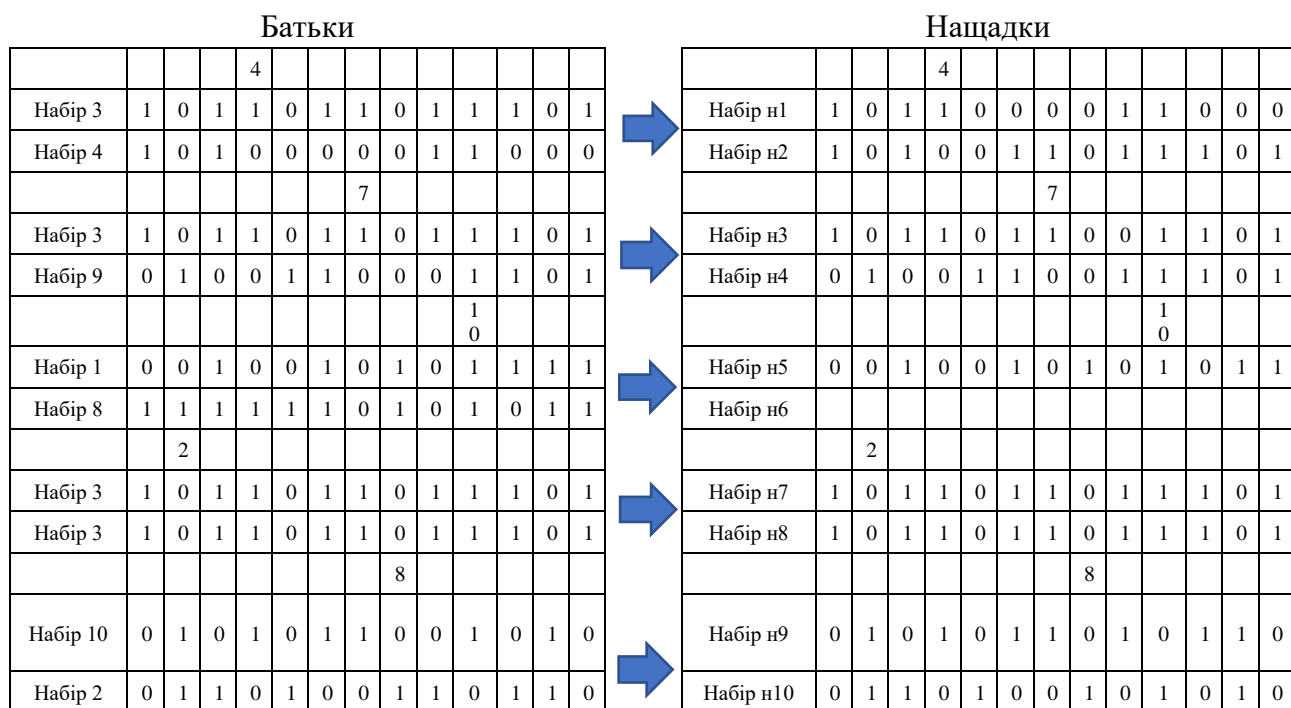 Батьки Нащадки
4 4
Набір 3 1 0 1 1 0 1 1 0 1 1 1 0 1 Набір н1 1 0 1 1 0 0 0 0 1 1 0 0 0
Набір 4 1 0 1 0 0 0 0 0 1 1 0 0 0 Набір н2 1 0 1 0 0 1 1 0 1 1 1 0 1
7 7
Набір 3 1 0 1 1 0 1 1 0 1 1 1 0 1 Набір н3 1 0 1 1 0 1 1 0 0 1 1 0 1
Набір 9 0 1 0 0 1 1 0 0 0 1 1 0 1 Набір н4 0 1 0 0 1 1 0 0 1 1 1 0 1
1 1
0 0
Набір 1 0 0 1 0 0 1 0 1 0 1 1 1 1 Набір н5 0 0 1 0 0 1 0 1 0 1 0 1 1
Набір 8 1 1 1 1 1 1 0 1 0 1 0 1 1 Набір н6
2 2
Набір 3 1 0 1 1 0 1 1 0 1 1 1 0 1 Набір н7 1 0 1 1 0 1 1 0 1 1 1 0 1
Набір 3 1 0 1 1 0 1 1 0 1 1 1 0 1 Набір н8 1 0 1 1 0 1 1 0 1 1 1 0 1
8 8
Набір 10 0 1 0 1 0 1 1 0 0 1 0 1 0 Набір н9 0 1 0 1 0 1 1 0 1 0 1 1 0
Набір 2 0 1 1 0 1 0 0 1 1 0 1 1 0 Набір н10 0 1 1 0 1 0 0 1 0 1 0 1 0